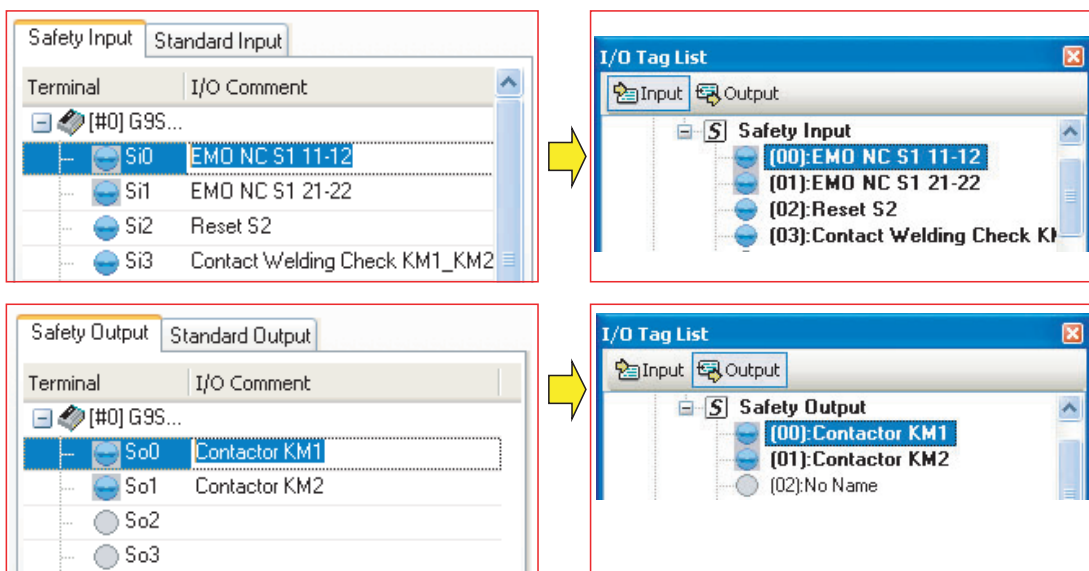 Safety Input Standard Input
Terminal I/O Comment
[#0] G9S...
Si0 EMO NC S1 11-12
Si1 EMO NC S1 21-22
Si2 Reset S2
Si3 Contact Welding Check KM1_KM2
I/O Tag List
Input Output
S Safety Input
(00):EMO NC S1 11-12
(01):EMO NC S1 21-22
(02):Reset S2
(03):Contact Welding Check
Safety Output Standard Output
Terminal I/O Comment
[#0] G9S...
So0 Contactor KM1
So1 Contactor KM2
So2
So3
I/O Tag List
Input Output
S Safety Output
(00):Contactor KM1
(01):Contactor KM2
(02):No Name